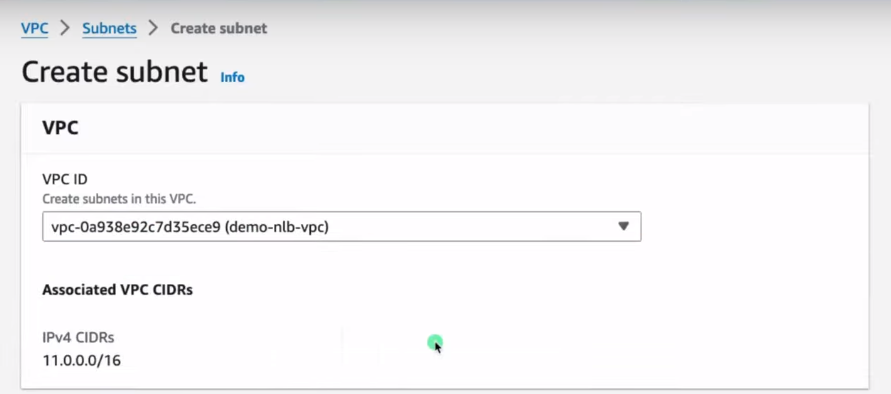 VPC > Subnets > Create subnet
Create subnet Info
VPC
VPC ID
Create subnets in this VPC.
vpc-0a938e92c7d35ece9 (demo-nlb-vpc)
Associated VPC CIDRs
IPv4 CIDRs
11.0.0.0/16